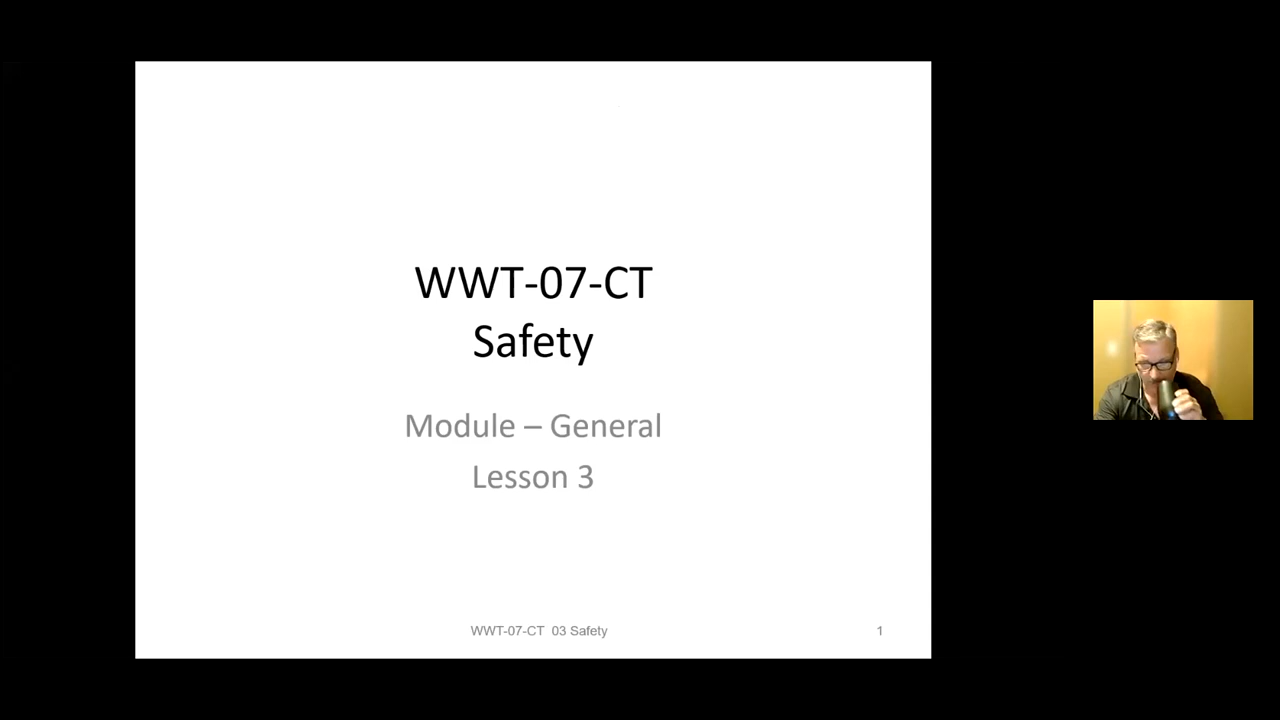 WWT-07-CT
Safety
Module – General
Lesson 3
WWT-07-CT 03 Safety
1